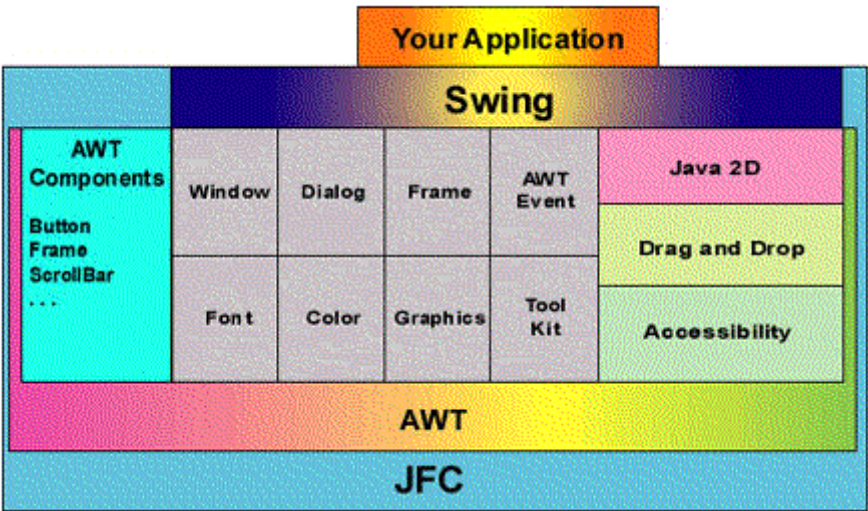 Your Application
Swing
AWT
Components
Button
Frame
ScrollBar
. . .
Window
Dialog
Frame
AWT
Event
Font
Color
Graphics
Tool
Kit
Java 2D
Drag and Drop
Accessibility
AWT
JFC